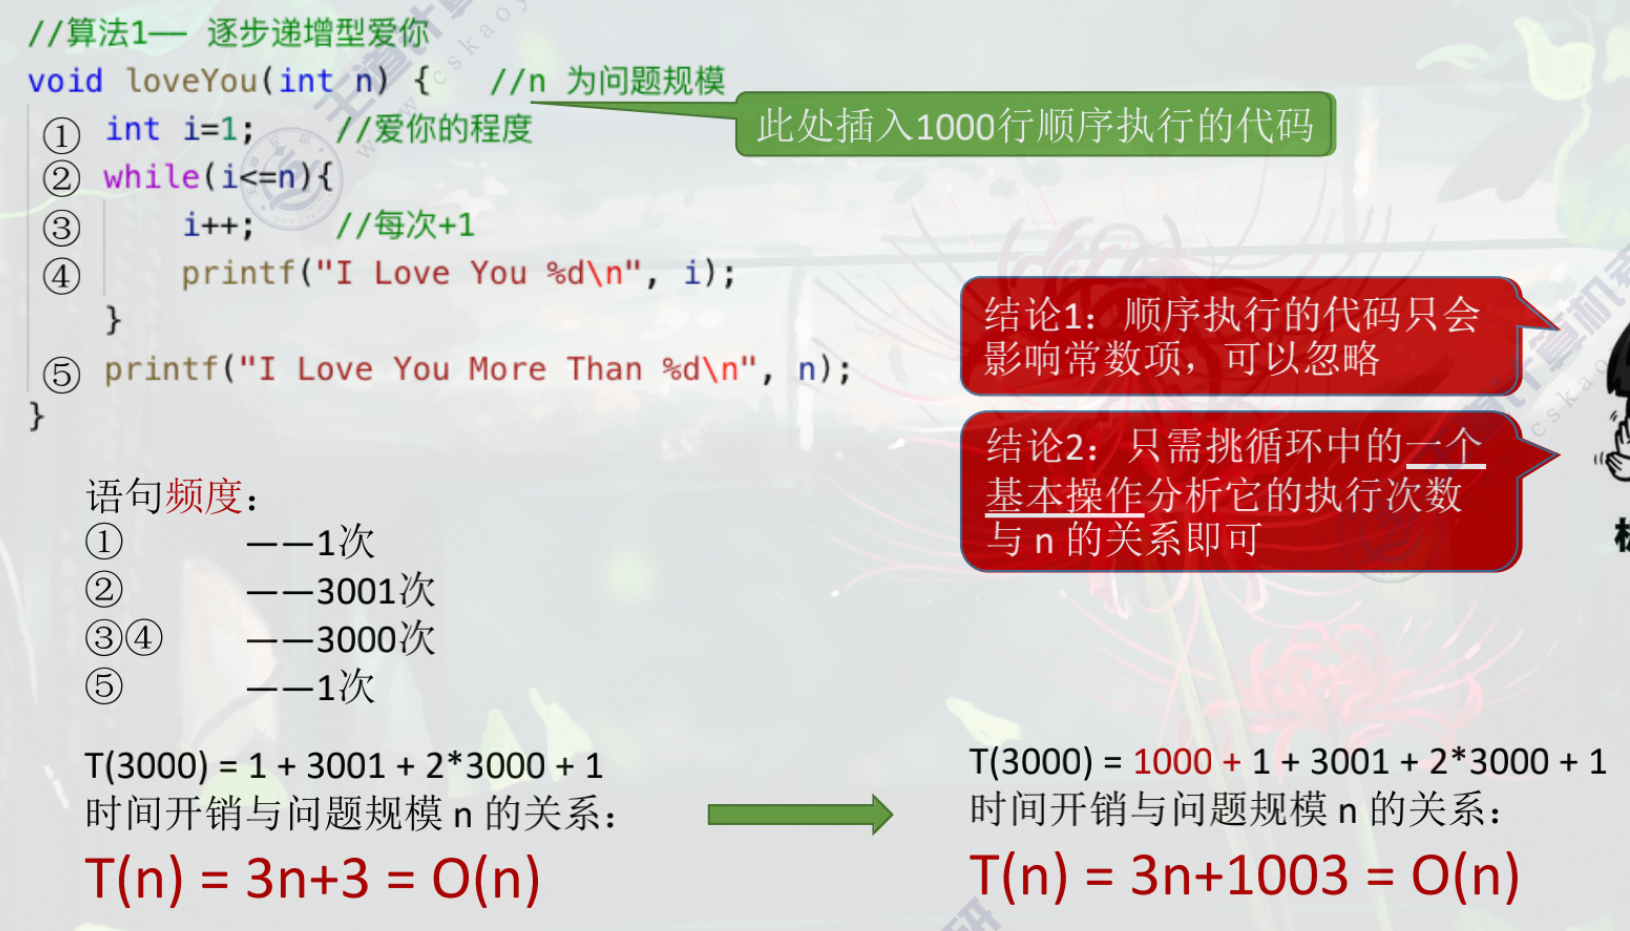 //算法1—— 逐步递增型爱你
void loveYou(int n) {   //n 为问题规模
此处插入1000行顺序执行的代码
① int i=1;    //爱你的程度
② while(i<=n){
③ i++;    //每次+1
④ printf("I Love You %d\n", i);
}
⑤ printf("I Love You More Than %d\n", n);
}
结论1：顺序执行的代码只会
影响常数项，可以忽略
结论2：只需挑循环中的一个
基本操作分析它的执行次数
与 n 的关系即可
语句频度：
① ——1次
② ——3001次
③④ ——3000次
⑤ ——1次
T(3000) = 1 + 3001 + 2*3000 + 1
时间开销与问题规模 n 的关系：
T(n) = 3n+3 = O(n)
T(3000) = 1000 + 1 + 3001 + 2*3000 + 1
时间开销与问题规模 n 的关系：
T(n) = 3n+1003 = O(n)